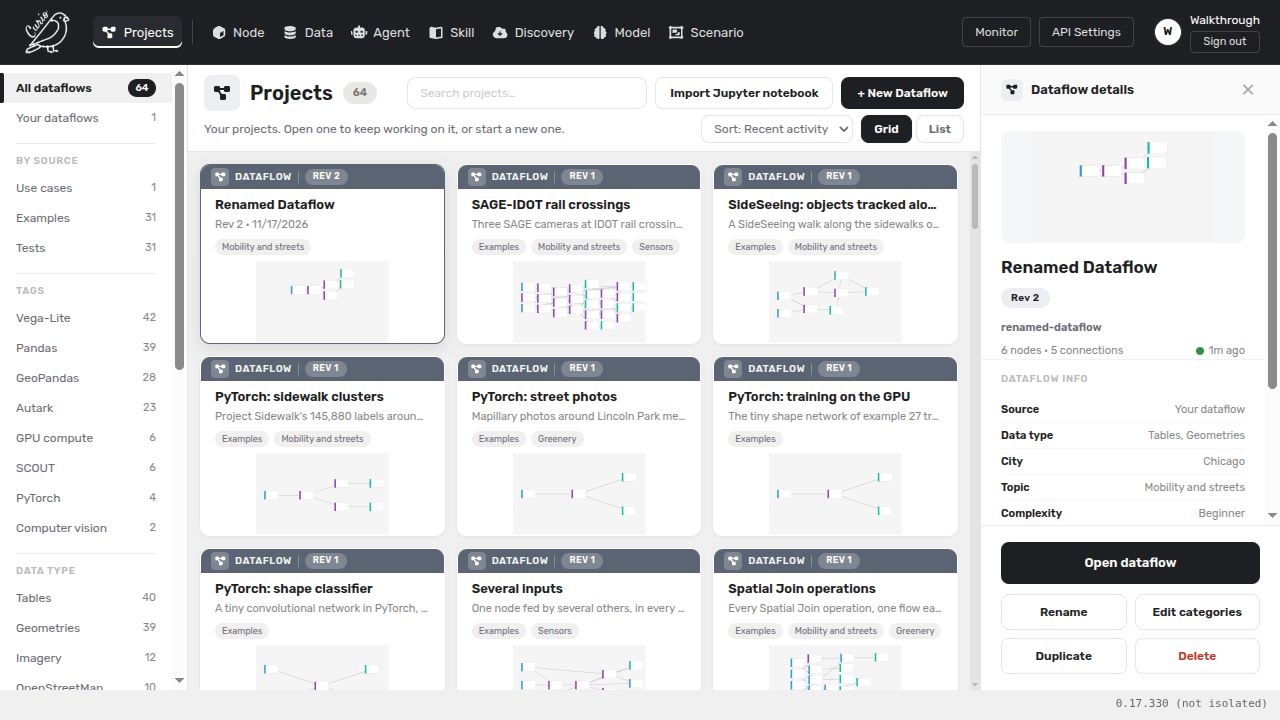 Curio
Projects
Node
Data
Agent
Skill
Discovery
Model
Scenario
Monitor
API Settings
W
Walkthrough
Sign out
All dataflows 64
Your dataflows 1
BY SOURCE
Use cases 1
Examples 31
Tests 31
TAGS
Vega-Lite 42
Pandas 39
GeoPandas 28
Autark 23
GPU compute 6
SCOUT 6
PyTorch 4
Computer vision 2
DATA TYPE
Tables 40
Geometries 39
Imagery 12
OpenStreetMap 10
Projects 64
Search projects...
Import Jupyter notebook
+ New Dataflow
Your projects. Open one to keep working on it, or start a new one.
Sort: Recent activity
Grid
List
DATAFLOW REV 2
Renamed Dataflow
Rev 2 • 11/17/2026
Mobility and streets
DATAFLOW REV 1
SAGE-IDOT rail crossings
Three SAGE cameras at IDOT rail crossin...
Examples Mobility and streets Sensors
DATAFLOW REV 1
SideSeeing: objects tracked alo...
A SideSeeing walk along the sidewalks o...
Examples Mobility and streets
DATAFLOW REV 1
PyTorch: sidewalk clusters
Project Sidewalk's 145,880 labels aroun...
Examples Mobility and streets
DATAFLOW REV 1
PyTorch: street photos
Mapillary photos around Lincoln Park me...
Examples Greenery
DATAFLOW REV 1
PyTorch: training on the GPU
The tiny shape network of example 27 tr...
Examples
DATAFLOW REV 1
PyTorch: shape classifier
A tiny convolutional network in PyTorch, ...
Examples
DATAFLOW REV 1
Several inputs
One node fed by several others, in every ...
Examples Sensors
DATAFLOW REV 1
Spatial Join operations
Every Spatial Join operation, one flow ea...
Examples Mobility and streets Greenery
Dataflow details
Renamed Dataflow
Rev 2
renamed-dataflow
6 nodes • 5 connections 1m ago
DATAFLOW INFO
Source Your dataflow
Data type Tables, Geometries
City Chicago
Topic Mobility and streets
Complexity Beginner
Open dataflow
Rename
Edit categories
Duplicate
Delete
0.17.330 (not isolated)